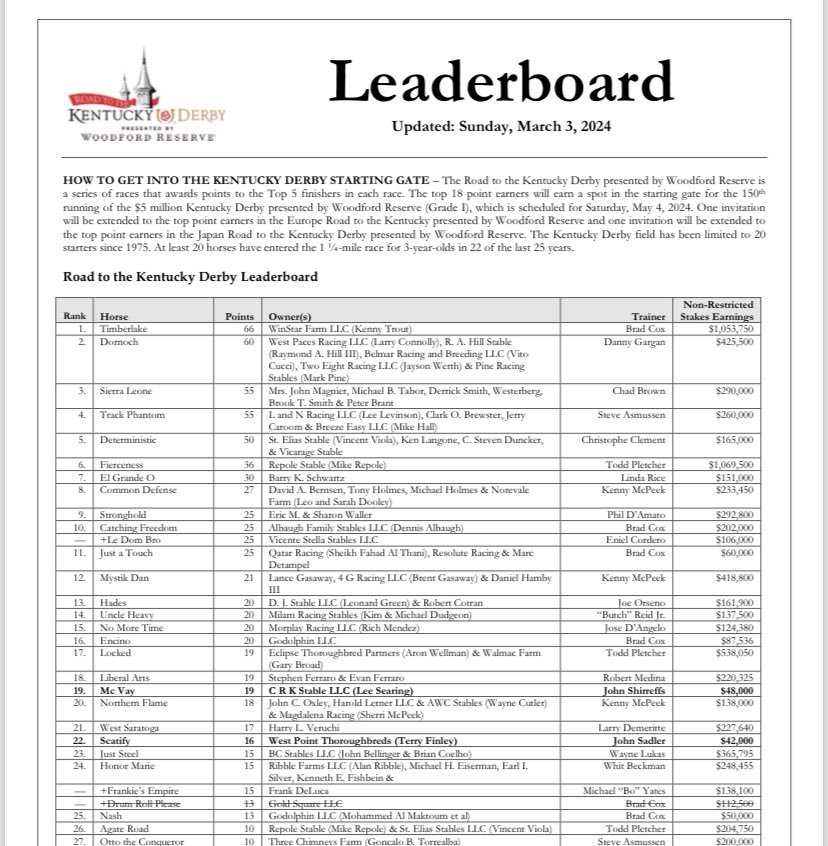 Leaderboard
ROAD TO THE
KENTUCKY DERBY
PRESENTED BY
WOODFORD RESERVE
Updated: Sunday, March 3, 2024
HOW TO GET INTO THE KENTUCKY DERBY STARTING GATE – The Road to the Kentucky Derby presented by Woodford Reserve is
a series of races that awards points to the Top 5 finishers in each race. The top 18 point earners will earn a spot in the starting gate for the 150th
running of the $5 million Kentucky Derby presented by Woodford Reserve (Grade I), which is scheduled for Saturday, May 4, 2024. One invitation
will be extended to the top point earners in the Europe Road to the Kentucky presented by Woodford Reserve and one invitation will be extended to
the top point earners in the Japan Road to the Kentucky Derby presented by Woodford Reserve. The Kentucky Derby field has been limited to 20
starters since 1975. At least 20 horses have entered the 1 ¼-mile race for 3-year-olds in 22 of the last 25 years.
Road to the Kentucky Derby Leaderboard
Non-Restricted
Rank Horse Points Owner(s) Trainer Stakes Earnings
1. Timberlake 66 WinStar Farm LLC (Kenny Trout) Brad Cox $1,053,750
2. Dornoch 60 West Paces Racing LLC (Larry Connolly), R. A. Hill Stable Danny Gargan $425,500
(Raymond A. Hill III), Belmar Racing and Breeding LLC (Vito
Cucci), Two Eight Racing LLC (Jayson Werth) & Pine Racing
Stables (Mark Pine)
3. Sierra Leone 55 Mrs. John Magnier, Michael B. Tabor, Derrick Smith, Westerberg, Chad Brown $290,000
Brook T. Smith & Peter Brant
4. Track Phantom 55 L and N Racing LLC (Lee Levinson), Clark O. Brewster, Jerry Steve Asmussen $260,000
Caroom & Breeze Easy LLC (Mike Hall)
5. Deterministic 50 St. Elias Stable (Vincent Viola), Ken Langone, C. Steven Duncker, Christophe Clement $165,000
& Vicarage Stable
6. Fierceness 36 Repole Stable (Mike Repole) Todd Pletcher $1,069,500
7. El Grande O 30 Barry K. Schwartz Linda Rice $151,000
8. Common Defense 27 David A. Bernsen, Tony Holmes, Michael Holmes & Norevale Kenny McPeek $233,450
Farm (Leo and Sarah Dooley)
9. Stronghold 25 Eric M. & Sharon Waller Phil D'Amato $292,800
10. Catching Freedom 25 Albaugh Family Stables LLC (Dennis Albaugh) Brad Cox $202,000
— +Le Dom Bro 25 Vicente Stella Stables LLC Eniel Cordero $106,000
11. Just a Touch 25 Qatar Racing (Sheikh Fahad Al Thani), Resolute Racing & Marc Brad Cox $60,000
Detampel
12. Mystik Dan 21 Lance Gasaway, 4 G Racing LLC (Brent Gasaway) & Daniel Hamby Kenny McPeek $418,800
III
13. Hades 20 D. J. Stable LLC (Leonard Green) & Robert Cotran Joe Orseno $161,900
14. Uncle Heavy 20 Milam Racing Stables (Kim & Michael Dudgeon) "Butch" Reid Jr. $137,500
15. No More Time 20 Morplay Racing LLC (Rich Mendez) Jose D'Angelo $124,380
16. Encino 20 Godolphin LLC Brad Cox $87,536
17. Locked 19 Eclipse Thoroughbred Partners (Aron Wellman) & Walmac Farm Todd Pletcher $538,050
(Gary Broad)
18. Liberal Arts 19 Stephen Ferraro & Evan Ferraro Robert Medina $220,325
19. Mc Vay 19 C R K Stable LLC (Lee Searing) John Shirreffs $48,000
20. Northern Flame 18 John C. Oxley, Harold Lerner LLC & AWC Stables (Wayne Cutler) Kenny McPeek $138,000
& Magdalena Racing (Sherri McPeek)
21. West Saratoga 17 Harry L. Veruchi Larry Demeritte $227,640
22. Scatify 16 West Point Thoroughbreds (Terry Finley) John Sadler $42,000
23. Just Steel 15 BC Stables LLC (John Bellinger & Brian Coelho) Wayne Lukas $365,795
24. Honor Marie 15 Ribble Farms LLC (Alan Ribble), Michael H. Eiserman, Earl I. Whit Beckman $248,455
Silver, Kenneth E. Fishbein &
— +Frankie's Empire 15 Frank DeLuca Michael "Bo" Yates $138,100
— +Drum Roll Please 13 Gold Square LLC Brad Cox $112,500
25. Nash 13 Godolphin LLC (Mohammed Al Maktoum et al) Brad Cox $50,000
26. Agate Road 10 Repole Stable (Mike Repole) & St. Elias Stables LLC (Vincent Viola) Todd Pletcher $204,750
27. Otto the Conqueror 10 Three Chimneys Farm (Goncalo B. Torrealba) Steve Asmussen $200,000